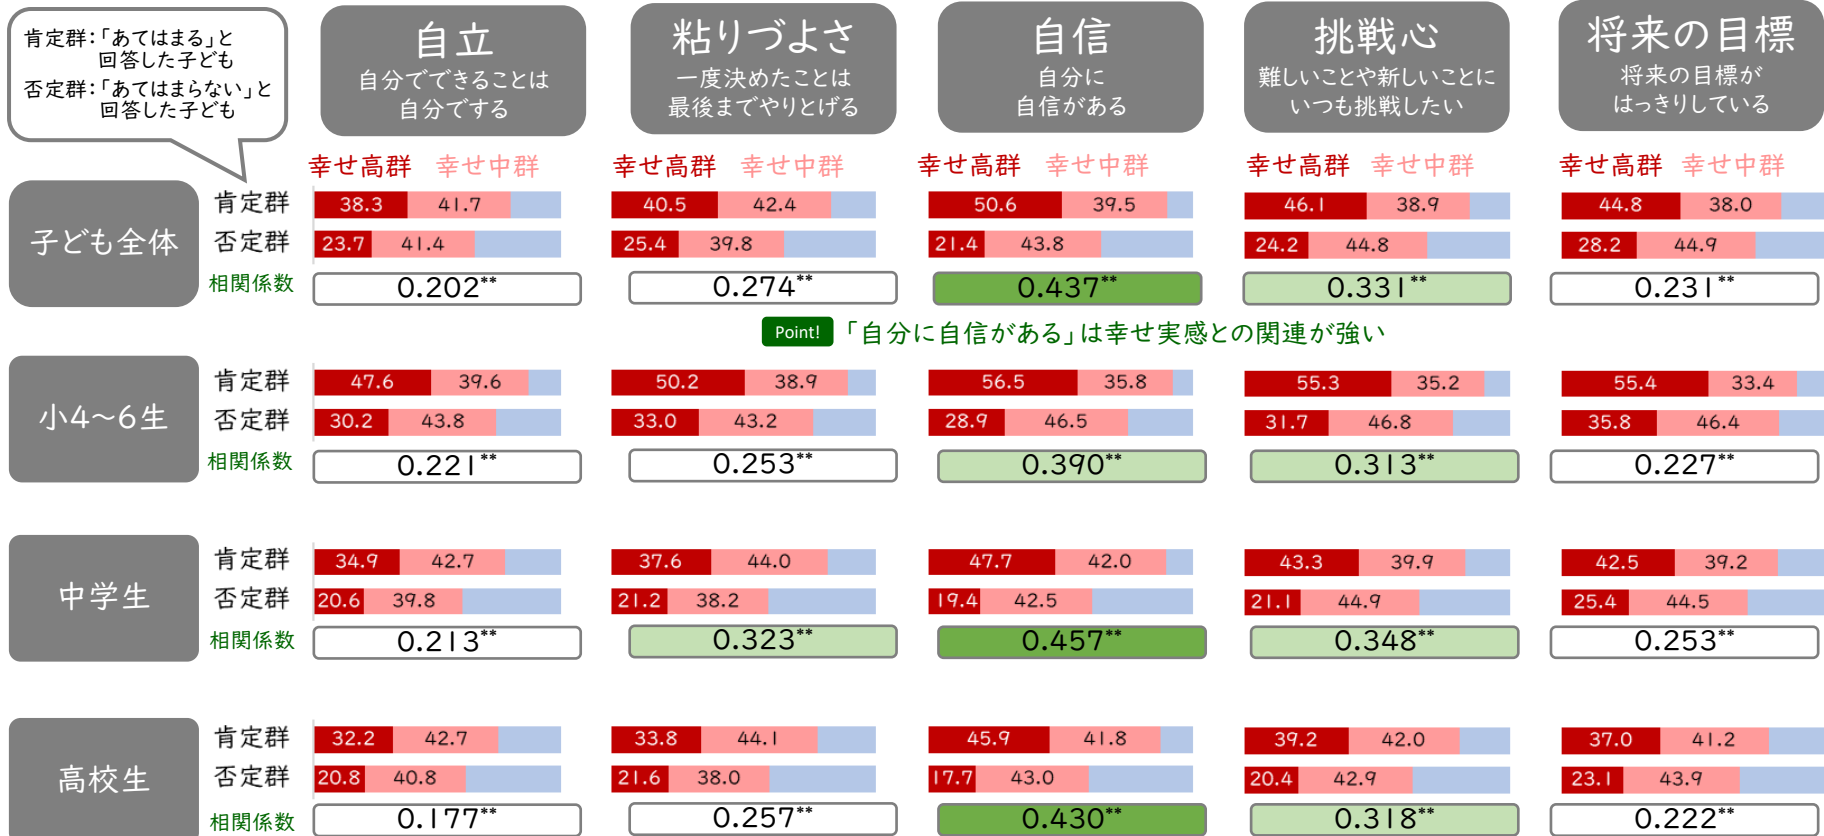 肯定群：「あてはまる」と
回答した子ども
否定群：「あてはまらない」と
回答した子ども
自立
自分でできることは
自分でする
粘りづよさ
一度決めたことは
最後までやりとげる
自信
自分に
自信がある
挑戦心
難しいことや新しいことに
いつも挑戦したい
将来の目標
将来の目標が
はっきりしている
幸せ高群 幸せ中群 幸せ高群 幸せ中群 幸せ高群 幸せ中群 幸せ高群 幸せ中群 幸せ高群 幸せ中群
子ども全体
肯定群 38.3 41.7 40.5 42.4 50.6 39.5 46.1 38.9 44.8 38.0
否定群 23.7 41.4 25.4 39.8 21.4 43.8 24.2 44.8 28.2 44.9
相関係数 0.202** 0.274** 0.437** 0.331** 0.231**
Point! 「自分に自信がある」は幸せ実感との関連が強い
小4～6生
肯定群 47.6 39.6 50.2 38.9 56.5 35.8 55.3 35.2 55.4 33.4
否定群 30.2 43.8 33.0 43.2 28.9 46.5 31.7 46.8 35.8 46.4
相関係数 0.221** 0.253** 0.390** 0.313** 0.227**
中学生
肯定群 34.9 42.7 37.6 44.0 47.7 42.0 43.3 39.9 42.5 39.2
否定群 20.6 39.8 21.2 38.2 19.4 42.5 21.1 44.9 25.4 44.5
相関係数 0.213** 0.323** 0.457** 0.348** 0.253**
高校生
肯定群 32.2 42.7 33.8 44.1 45.9 41.8 39.2 42.0 37.0 41.2
否定群 20.8 40.8 21.6 38.0 17.7 43.0 20.4 42.9 23.1 43.9
相関係数 0.177** 0.257** 0.430** 0.318** 0.222**